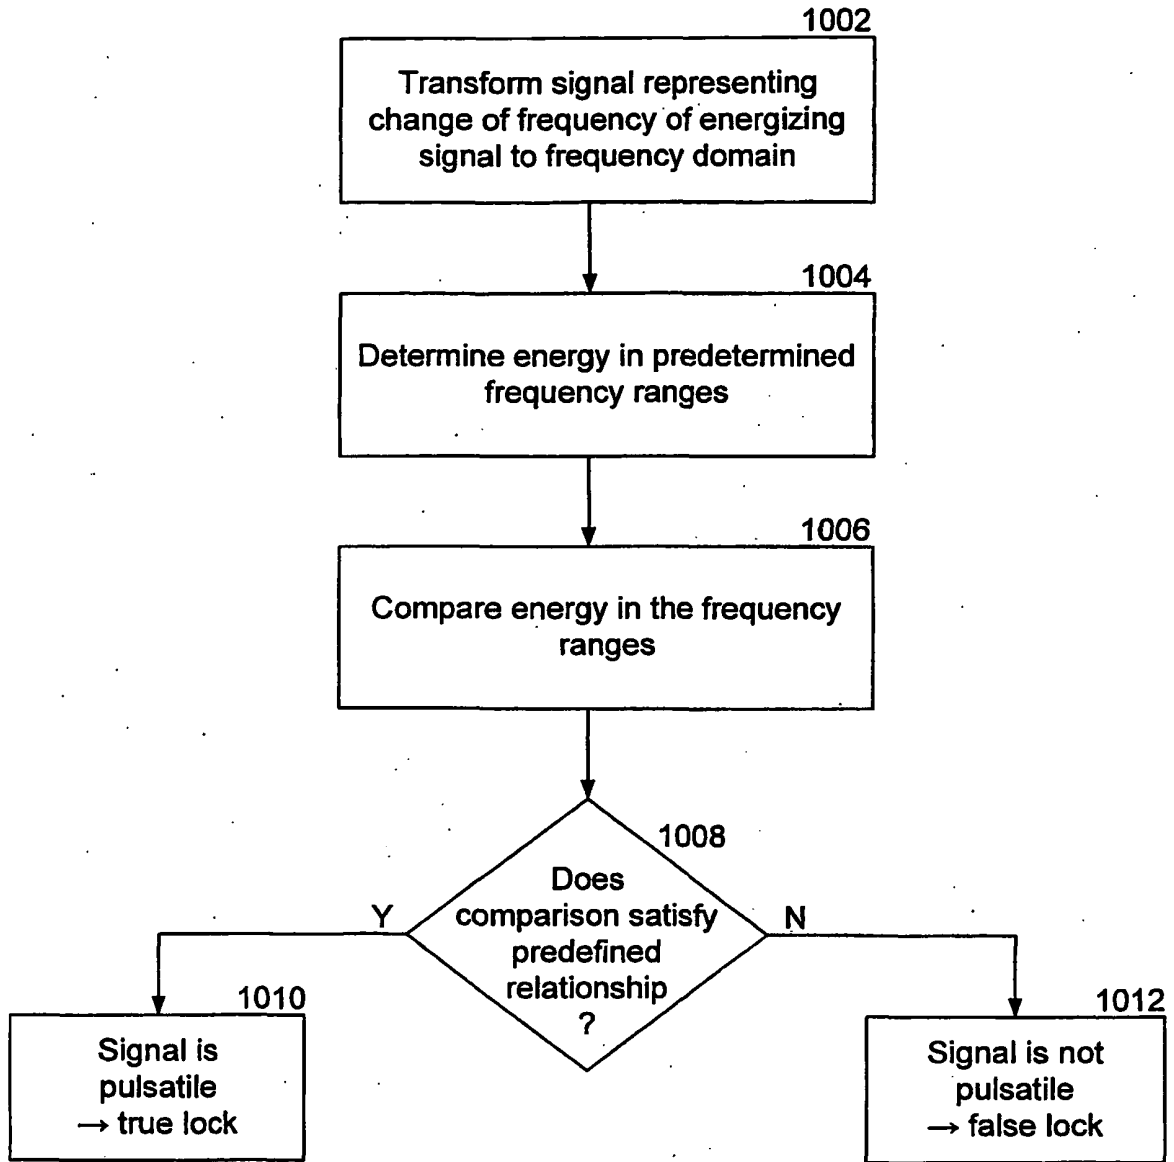 1002
Transform signal representing
change of frequency of energizing
signal to frequency domain
1004
Determine energy in predetermined
frequency ranges
1006
Compare energy in the frequency
ranges
1008
Does
comparison satisfy
predefined
relationship
?
Y
N
1010
Signal is
pulsatile
→ true lock
1012
Signal is not
pulsatile
→ false lock